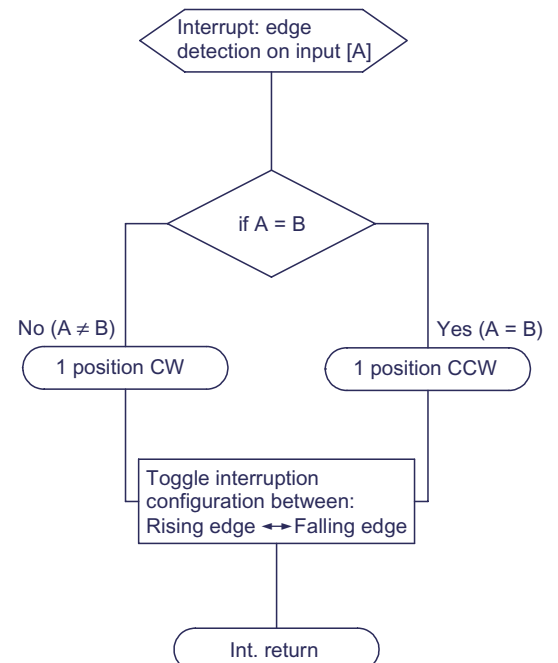 Interrupt: edge
detection on input [A]
if A = B
No (A ≠ B)
Yes (A = B)
1 position CW
1 position CCW
Toggle interruption
configuration between:
Rising edge ↔ Falling edge
Int. return